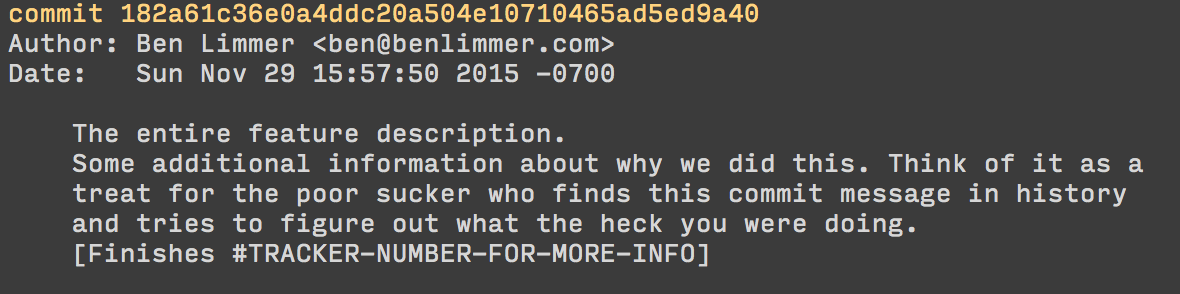 commit 182a61c36e0a4ddc20a504e10710465ad5ed9a40
Author: Ben Limmer <ben@benlimmer.com>
Date:   Sun Nov 29 15:57:50 2015 -0700
The entire feature description.
Some additional information about why we did this. Think of it as a
treat for the poor sucker who finds this commit message in history
and tries to figure out what the heck you were doing.
[Finishes #TRACKER-NUMBER-FOR-MORE-INFO]